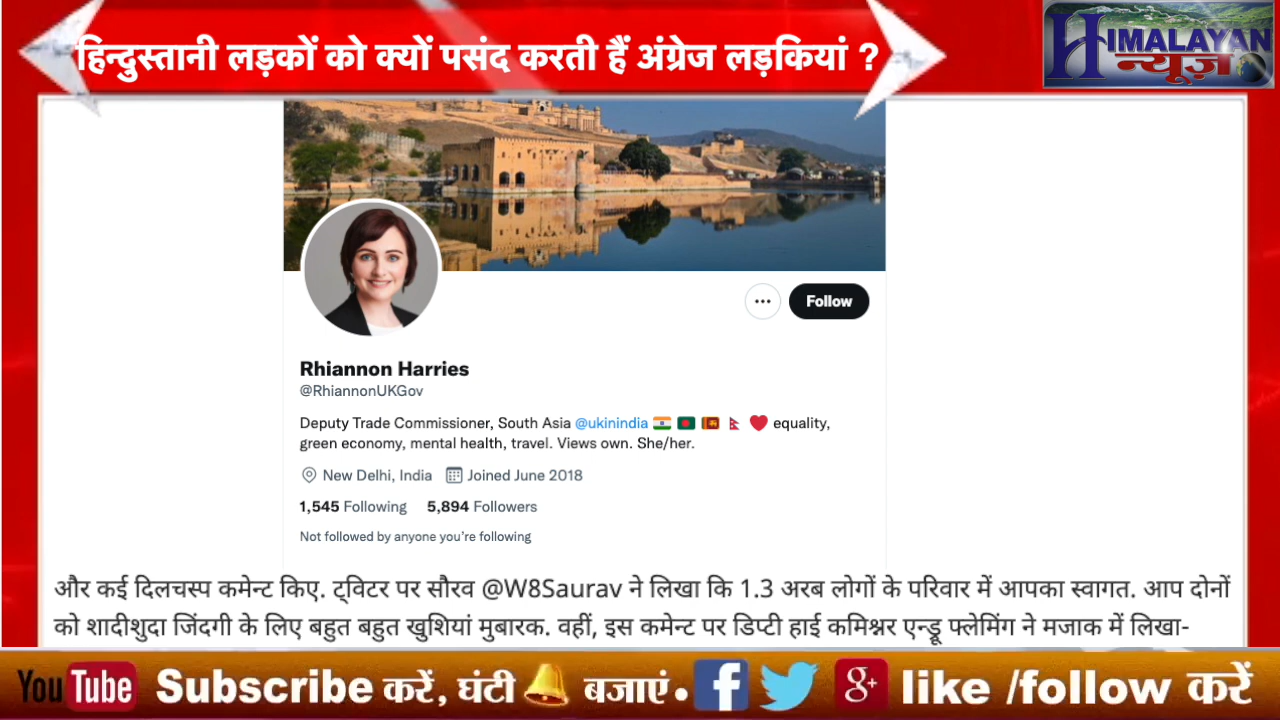 हिन्दुस्तानी लड़कों को क्यों पसंद करती हैं अंग्रेज लड़कियां ?
HIMALAYAN
न्यूज़
Follow
Rhiannon Harries
@RhiannonUKGov
Deputy Trade Commissioner, South Asia @ukinindia 🇮🇳 🇧🇩 🇱🇰 🇳🇵 ❤️ equality,
green economy, mental health, travel. Views own. She/her.
New Delhi, India Joined June 2018
1,545 Following 5,894 Followers
Not followed by anyone you're following
और कई दिलचस्प कमेन्ट किए. ट्विटर पर सौरव @W8Saurav ने लिखा कि 1.3 अरब लोगों के परिवार में आपका स्वागत. आप दोनों
को शादीशुदा जिंदगी के लिए बहुत बहुत खुशियां मुबारक. वहीं, इस कमेन्ट पर डिप्टी हाई कमिश्नर एन्ड्रू फ्लेमिंग ने मजाक में लिखा-
You Tube Subscribe करें, घंटी 🔔 बजाएं • f g+ like /follow करें